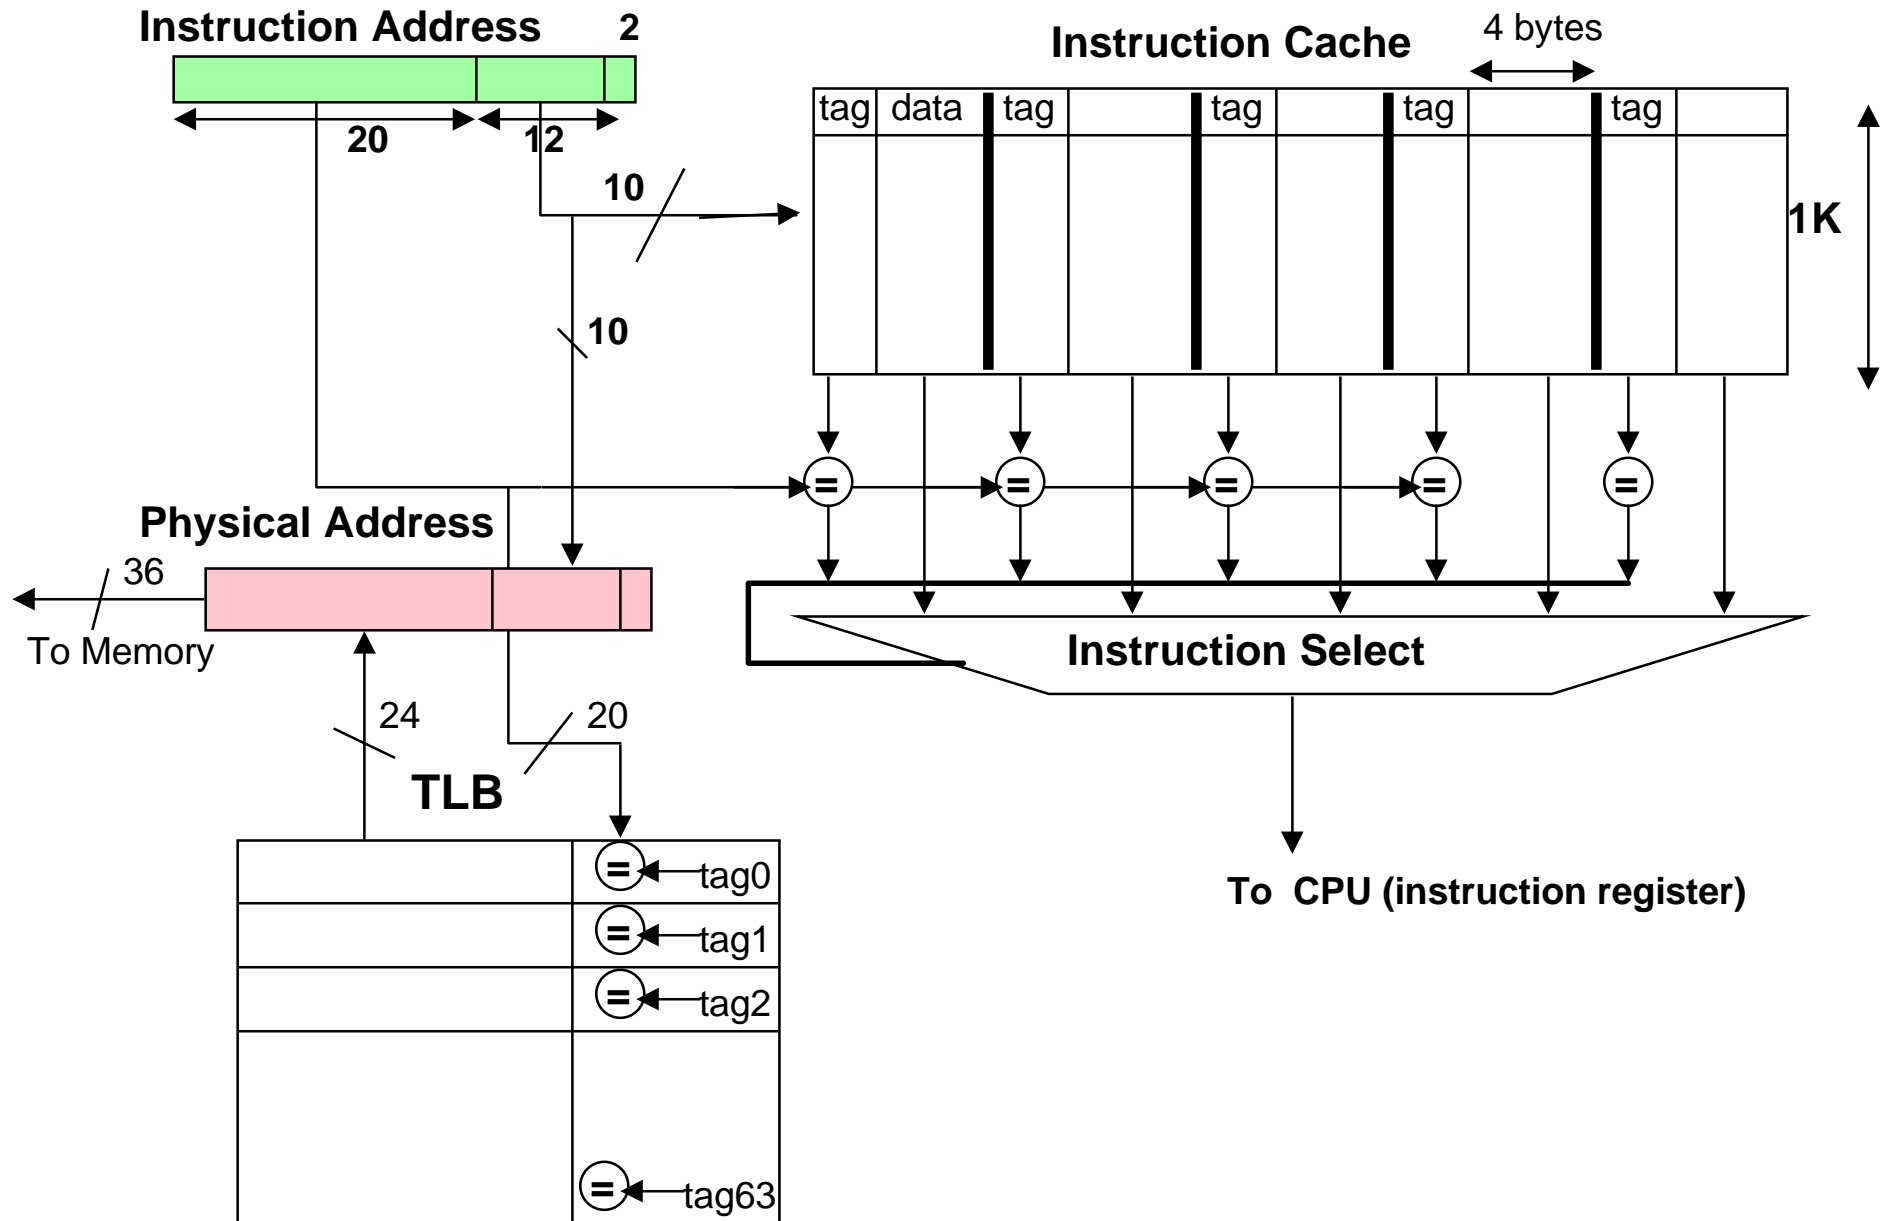 Instruction Address 2
Instruction Cache
4 bytes
tag data tag tag tag tag
20 12
10
1K
10
= = = = =
Physical Address
36
To Memory
Instruction Select
24 20
TLB
= tag0
To CPU (instruction register)
= tag1
= tag2
= tag63